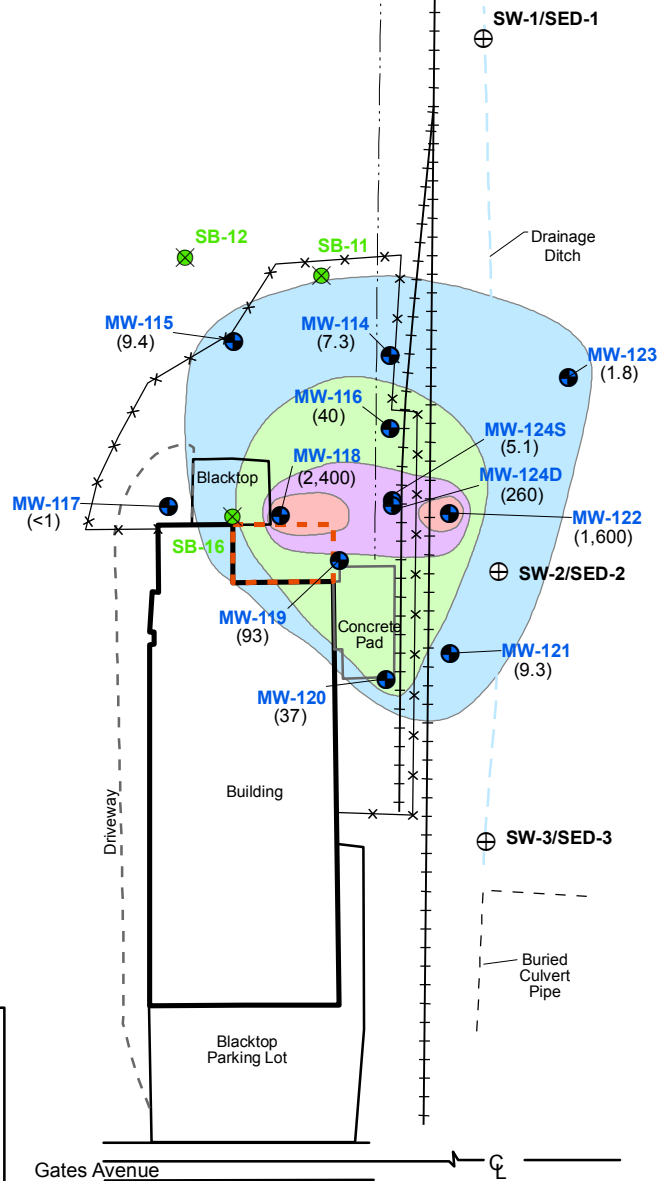 SW-1/SED-1
Drainage
Ditch
SB-12
SB-11
MW-115
(9.4)
MW-114
(7.3)
MW-123
(1.8)
MW-116
(40)
MW-124S
(5.1)
MW-118
(2,400)
MW-124D
(260)
Blacktop
MW-117
(<1)
MW-122
(1,600)
SB-16
SW-2/SED-2
MW-119
(93)
Concrete
Pad
MW-121
(9.3)
MW-120
(37)
Building
Driveway
SW-3/SED-3
Buried
Culvert
Pipe
Blacktop
Parking Lot
Gates Avenue
℄